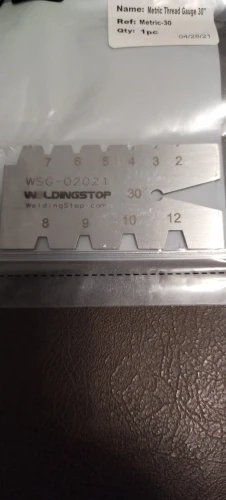 Name: Metric Thread Gauge 30°
Ref: Metric-30
Qty: 1pc
04/28/21
7 6 5 4 3 2
WSG-02021
WELDINGSTOP 30
WeldingStop.com
8 9 10 12